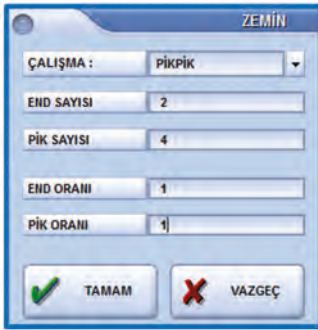 ZEMİN
ÇALIŞMA : PİKPİK
END SAYISI 2
PİK SAYISI 4
END ORANI 1
PİK ORANI 1
TAMAM VAZGEÇ